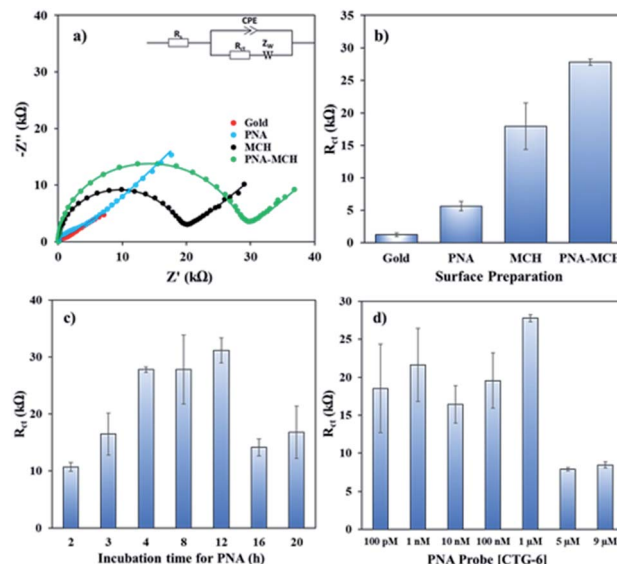 a)
CPE
Rs
Rct
Zw
W
Gold
PNA
MCH
PNA-MCH
40
30
20
10
0
-Z'' (kΩ)
0 10 20 30 40
Z' (kΩ)
b)
35
30
25
20
15
10
5
0
Rct (kΩ)
Gold PNA MCH PNA-MCH
Surface Preparation
c)
40
30
20
10
0
Rct (kΩ)
2 3 4 8 12 16 20
Incubation time for PNA (h)
d)
30
25
20
15
10
5
0
Rct (kΩ)
100 pM 1 nM 10 nM 100 nM 1 µM 5 µM 9 µM
PNA Probe [CTG-6]